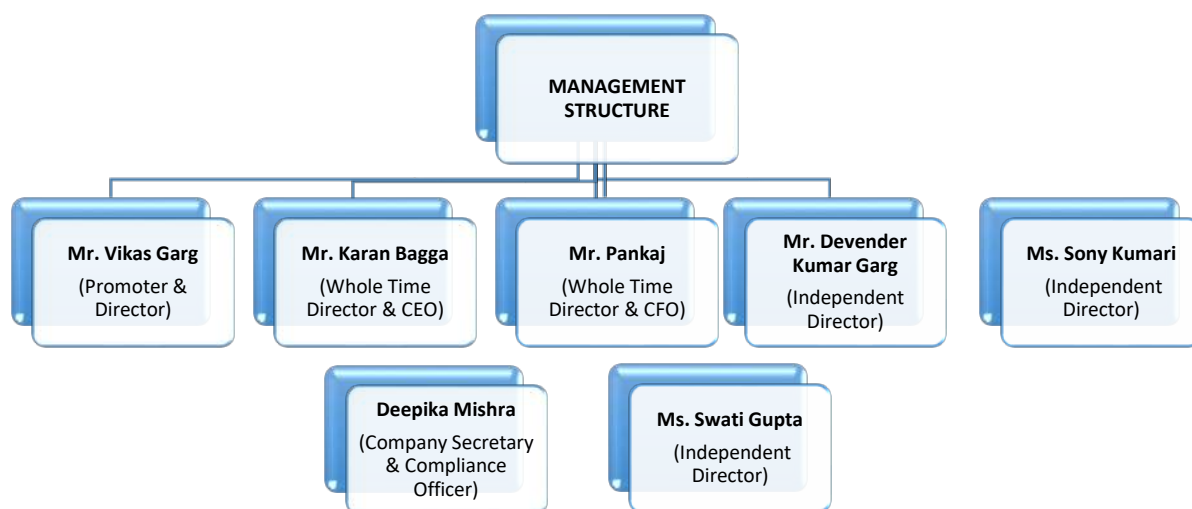 MANAGEMENT
STRUCTURE
Mr. Vikas Garg
(Promoter &
Director)
Mr. Karan Bagga
(Whole Time
Director & CEO)
Mr. Pankaj
(Whole Time
Director & CFO)
Mr. Devender
Kumar Garg
(Independent
Director)
Ms. Sony Kumari
(Independent
Director)
Deepika Mishra
(Company Secretary
& Compliance
Officer)
Ms. Swati Gupta
(Independent
Director)